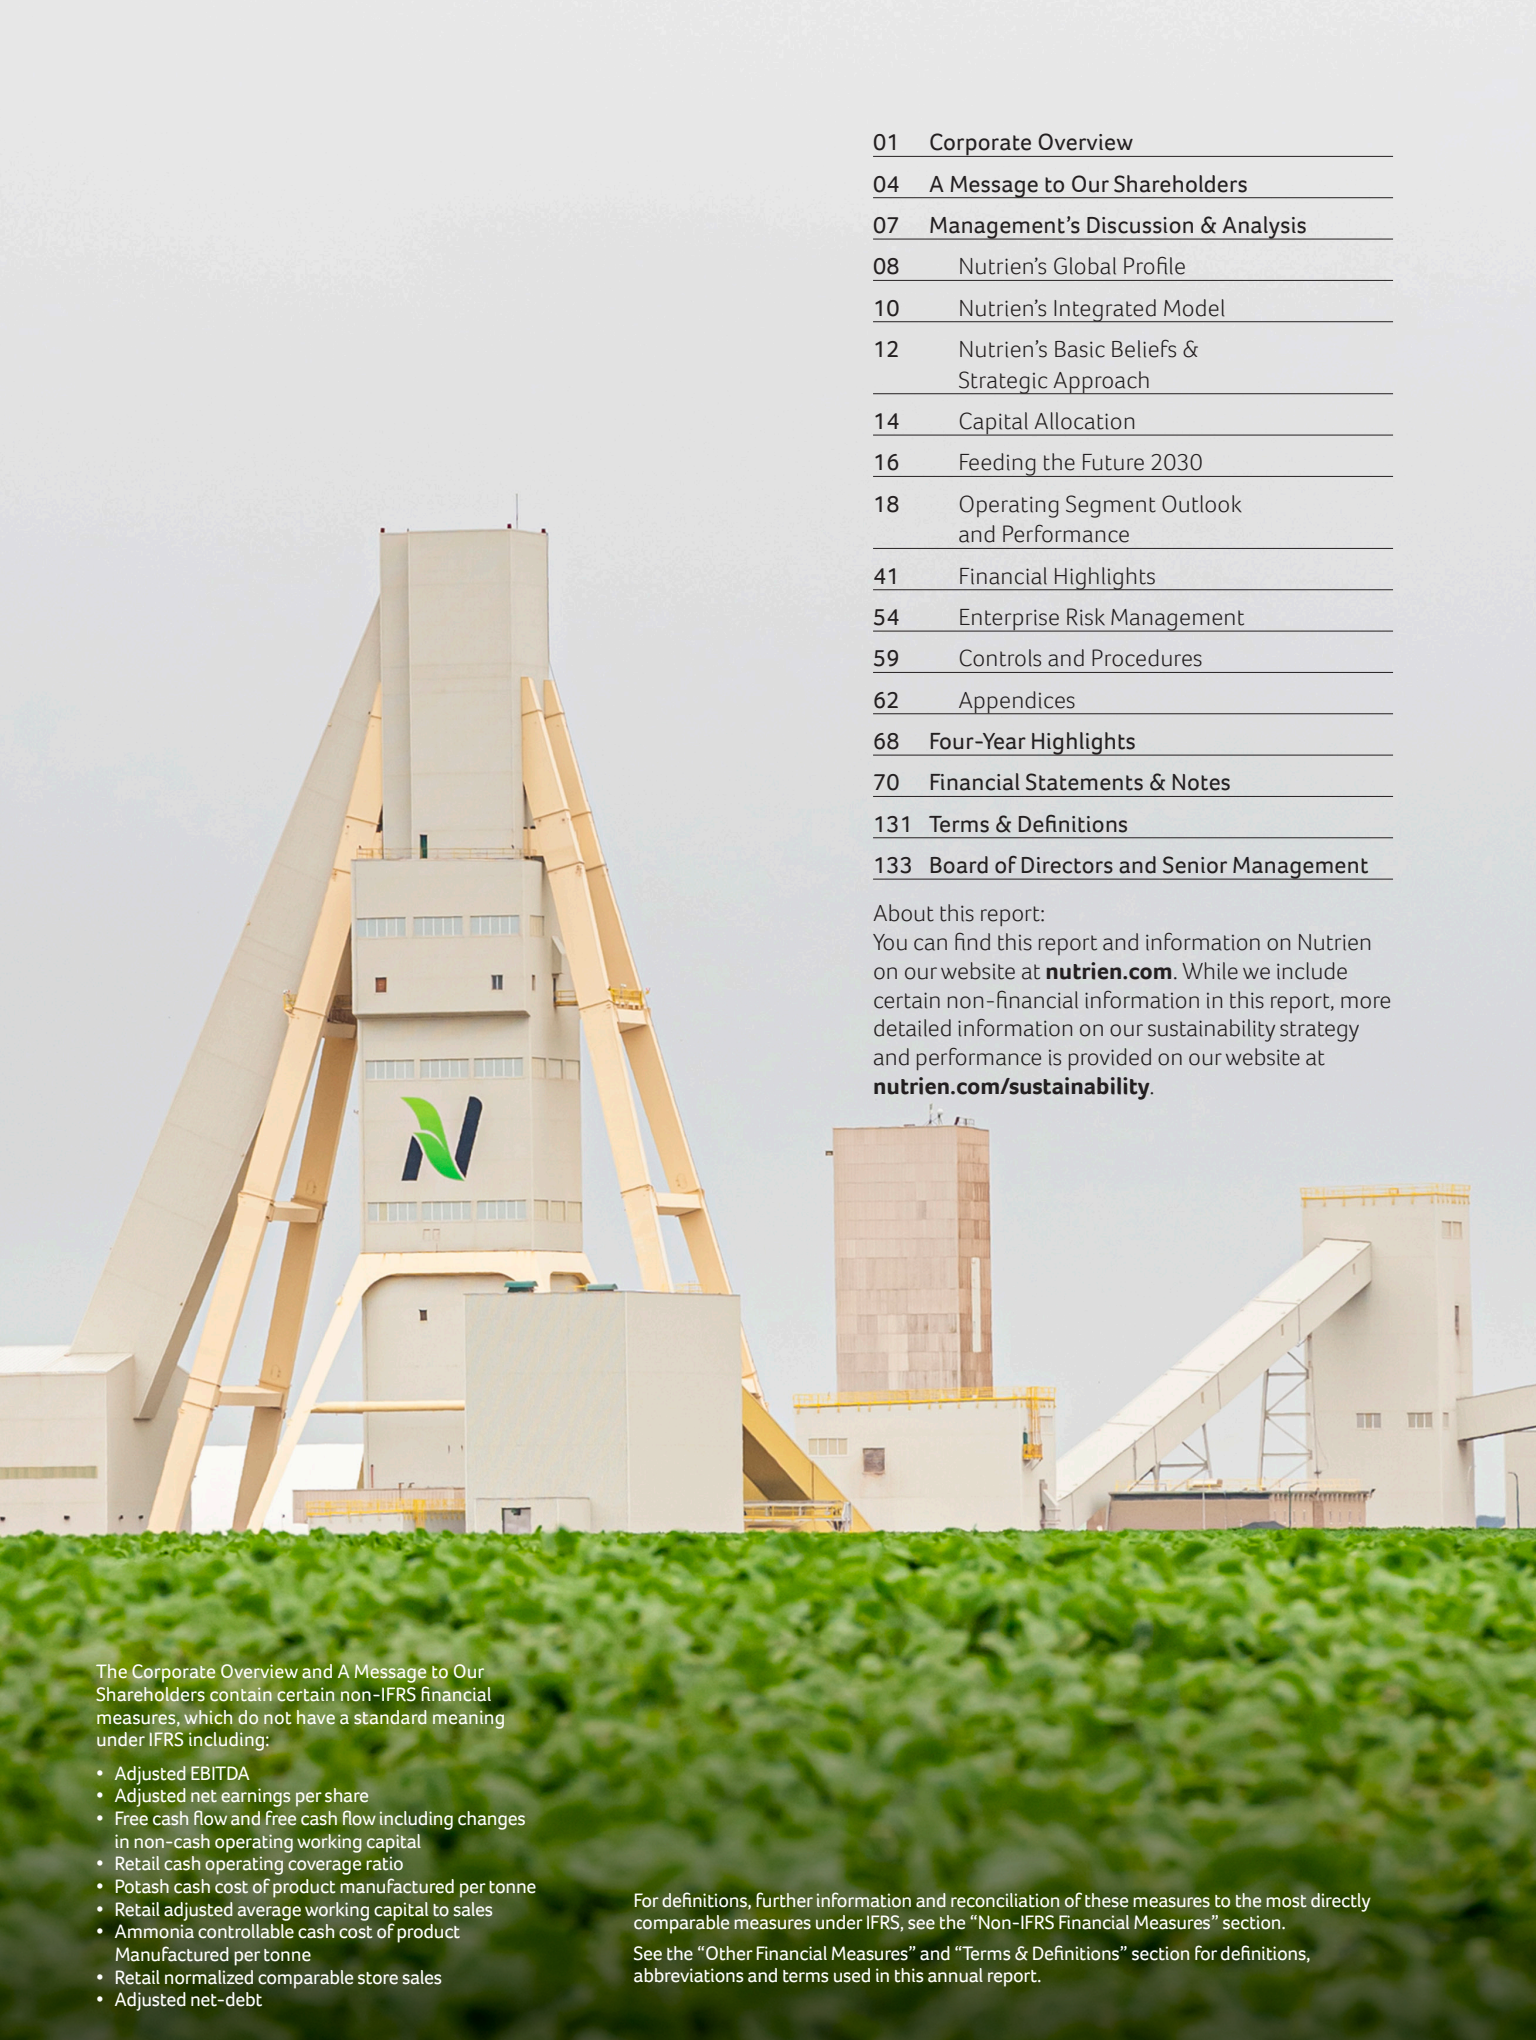 01 Corporate Overview
04 A Message to Our Shareholders
07 Management’s Discussion & Analysis
08 Nutrien’s Global Profile
10 Nutrien’s Integrated Model
12 Nutrien’s Basic Beliefs &
Strategic Approach
14 Capital Allocation
16 Feeding the Future 2030
18 Operating Segment Outlook
and Performance
41 Financial Highlights
54 Enterprise Risk Management
59 Controls and Procedures
62 Appendices
68 Four-Year Highlights
70 Financial Statements & Notes
131 Terms & Definitions
133 Board of Directors and Senior Management
About this report:
You can find this report and information on Nutrien
on our website at nutrien.com. While we include
certain non-financial information in this report, more
detailed information on our sustainability strategy
and performance is provided on our website at
nutrien.com/sustainability.
The Corporate Overview and A Message to Our
Shareholders contain certain non-IFRS financial
measures, which do not have a standard meaning
under IFRS including:
• Adjusted EBITDA
• Adjusted net earnings per share
• Free cash flow and free cash flow including changes
in non-cash operating working capital
• Retail cash operating coverage ratio
• Potash cash cost of product manufactured per tonne
• Retail adjusted average working capital to sales
• Ammonia controllable cash cost of product
Manufactured per tonne
• Retail normalized comparable store sales
• Adjusted net-debt
For definitions, further information and reconciliation of these measures to the most directly
comparable measures under IFRS, see the “Non-IFRS Financial Measures” section.
See the “Other Financial Measures” and “Terms & Definitions” section for definitions,
abbreviations and terms used in this annual report.